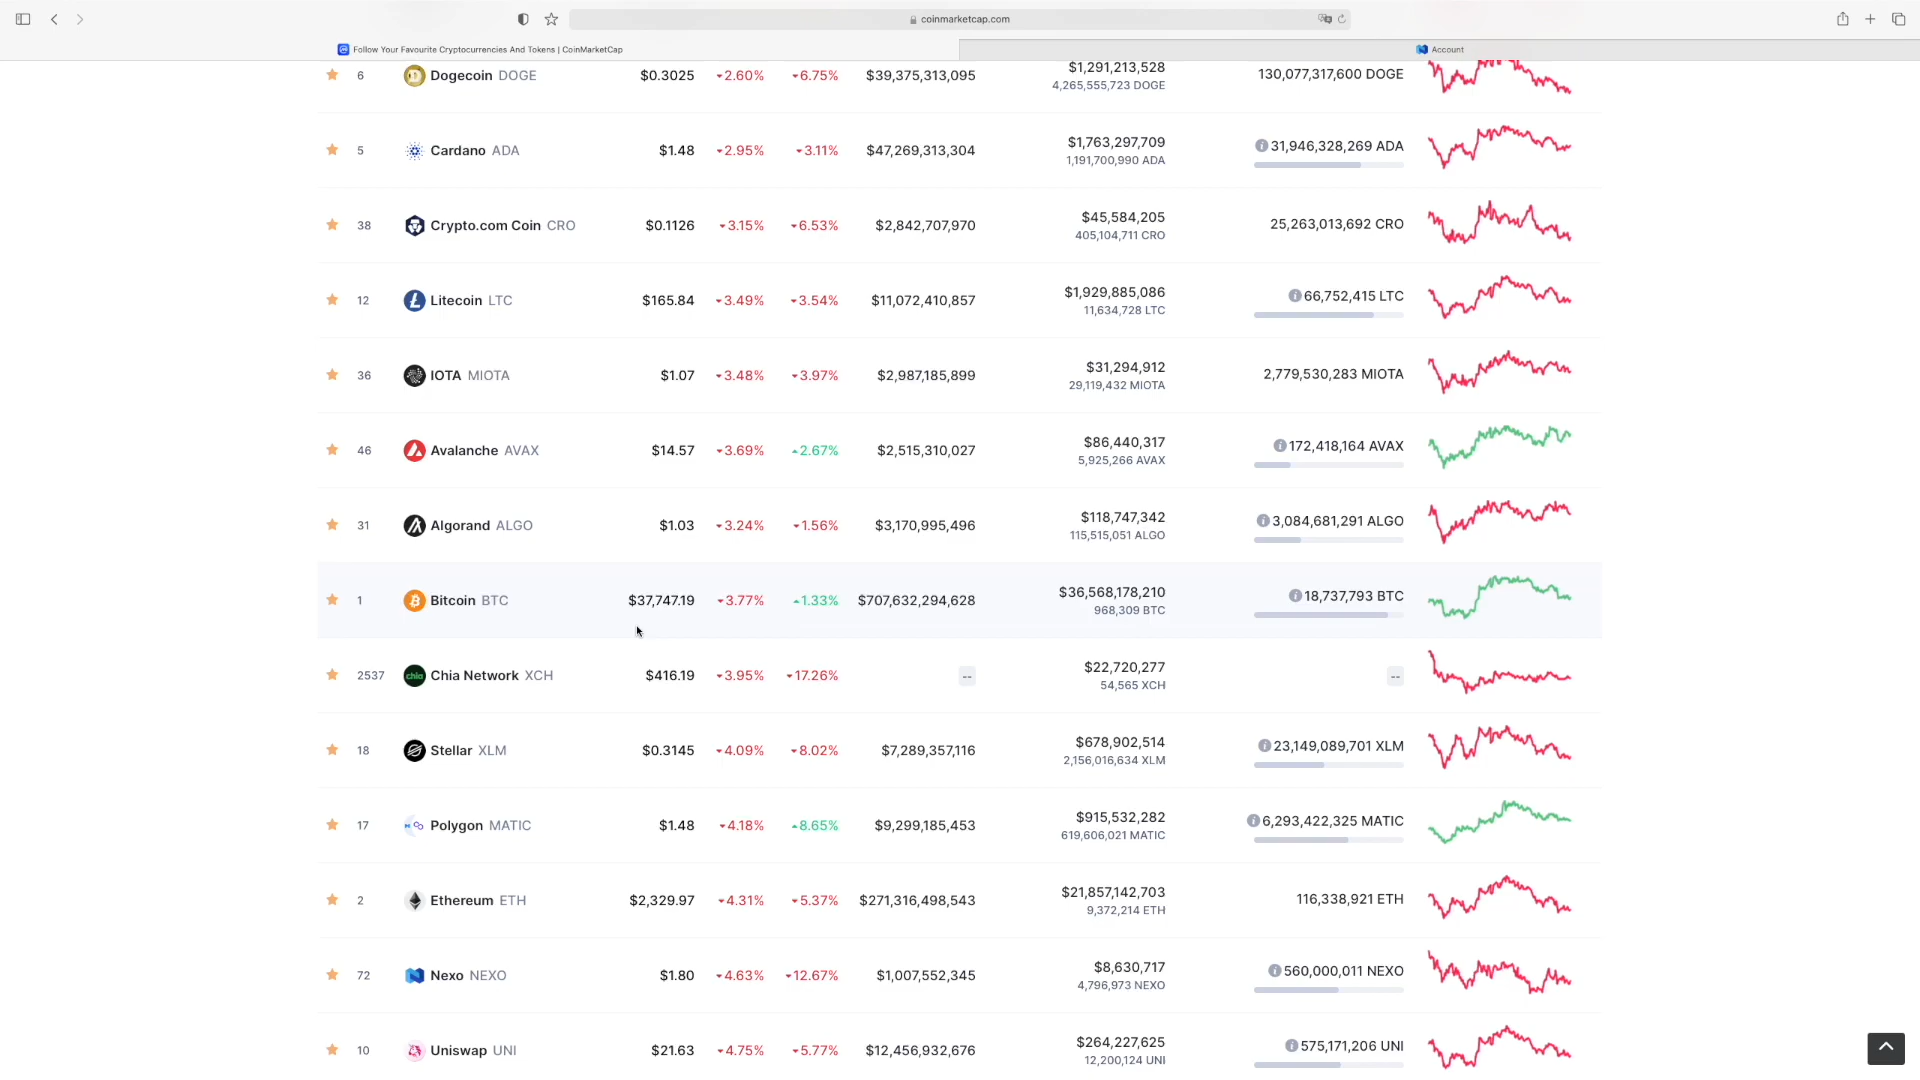 coinmarketcap.com
Follow Your Favourite Cryptocurrencies And Tokens | CoinMarketCap
Account
6 Dogecoin DOGE $0.3025 2.60% 6.75% $39,375,313,095 $1,291,213,528 130,077,317,600 DOGE
4,265,555,723 DOGE
5 Cardano ADA $1.48 2.95% 3.11% $47,269,313,304 $1,763,297,709 31,946,328,269 ADA
1,191,700,990 ADA
38 Crypto.com Coin CRO $0.1126 3.15% 6.53% $2,842,707,970 $45,584,205 25,263,013,692 CRO
405,104,711 CRO
12 Litecoin LTC $165.84 3.49% 3.54% $11,072,410,857 $1,929,885,086 66,752,415 LTC
11,634,728 LTC
36 IOTA MIOTA $1.07 3.48% 3.97% $2,987,185,899 $31,294,912 2,779,530,283 MIOTA
29,119,432 MIOTA
46 Avalanche AVAX $14.57 3.69% 2.67% $2,515,310,027 $86,440,317 172,418,164 AVAX
5,925,266 AVAX
31 Algorand ALGO $1.03 3.24% 1.56% $3,170,995,496 $118,747,342 3,084,681,291 ALGO
115,515,051 ALGO
1 Bitcoin BTC $37,747.19 3.77% 1.33% $707,632,294,628 $36,568,178,210 18,737,793 BTC
968,309 BTC
2537 chia Chia Network XCH $416.19 3.95% 17.26% -- $22,720,277 --
54,565 XCH
18 Stellar XLM $0.3145 4.09% 8.02% $7,289,357,116 $678,902,514 23,149,089,701 XLM
2,156,016,634 XLM
17 Polygon MATIC $1.48 4.18% 8.65% $9,299,185,453 $915,532,282 6,293,422,325 MATIC
619,606,021 MATIC
2 Ethereum ETH $2,329.97 4.31% 5.37% $271,316,498,543 $21,857,142,703 116,338,921 ETH
9,372,214 ETH
72 Nexo NEXO $1.80 4.63% 12.67% $1,007,552,345 $8,630,717 560,000,011 NEXO
4,796,973 NEXO
10 Uniswap UNI $21.63 4.75% 5.77% $12,456,932,676 $264,227,625 575,171,206 UNI
12,200,124 UNI